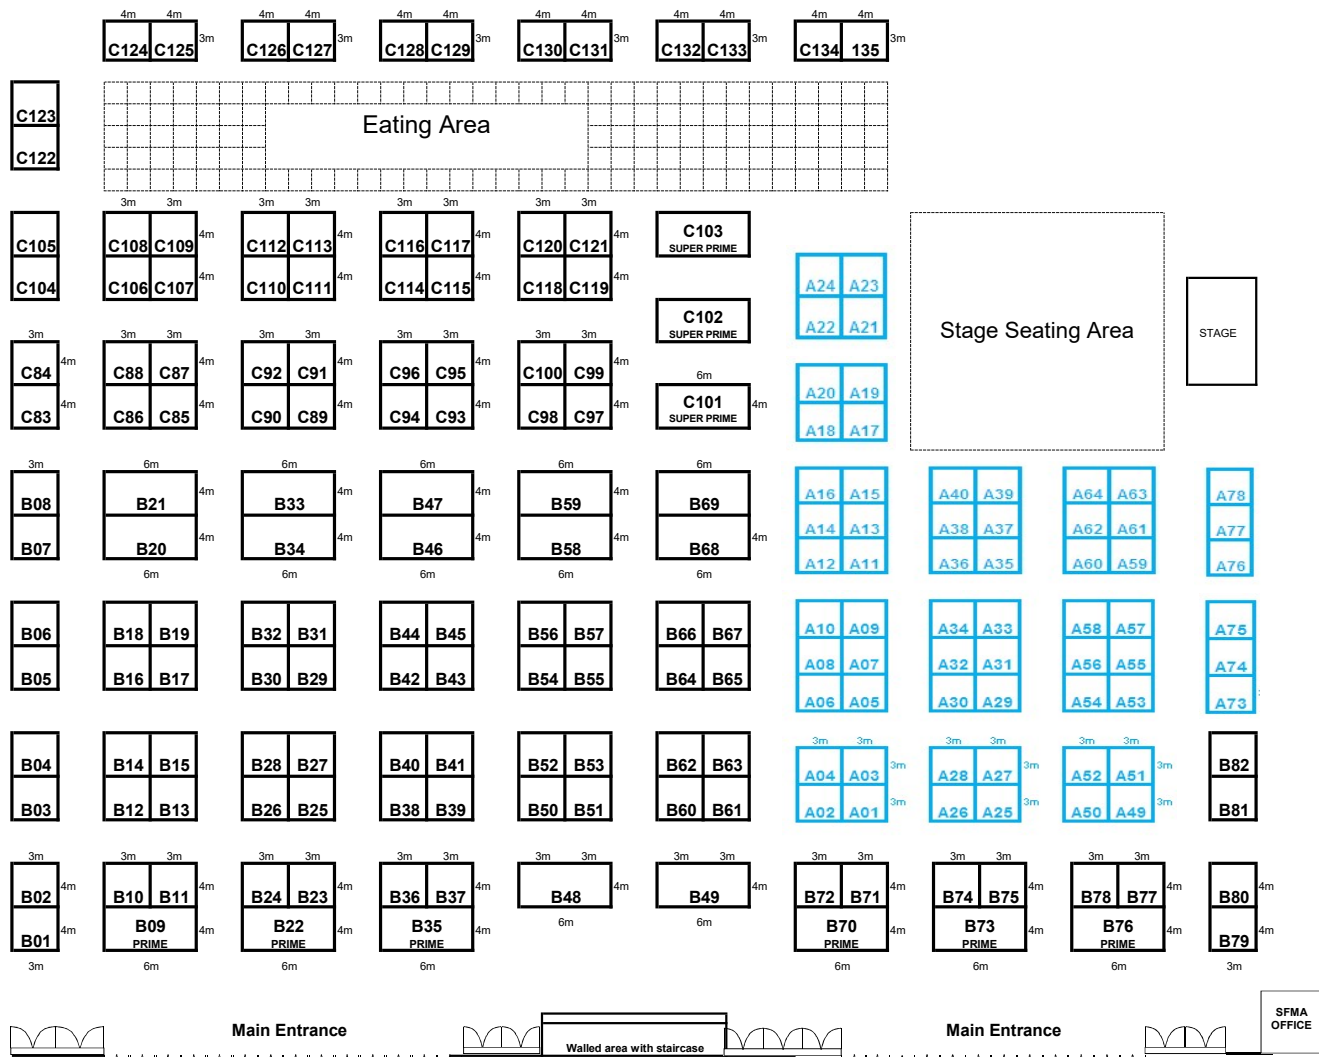 4m 4m 4m 4m 4m 4m 4m 4m 4m 4m 4m 4m
C124 C125 3m C126 C127 3m C128 C129 3m C130 C131 3m C132 C133 3m C134 135 3m
C123
Eating Area
C122
3m 3m 3m 3m 3m 3m 3m 3m
C105 C108 C109 4m C112 C113 4m C116 C117 4m C120 C121 4m C103
SUPER PRIME
C104 C106 C107 4m C110 C111 4m C114 C115 4m C118 C119 4m
A24 A23
A22 A21
C102
SUPER PRIME
Stage Seating Area
STAGE
3m 3m 3m 3m 3m 3m 3m 3m 3m
C84 4m C88 C87 4m C92 C91 4m C96 C95 4m C100 C99 4m
6m
C83 4m C86 C85 4m C90 C89 4m C94 C93 4m C98 C97 4m C101 4m
SUPER PRIME
A20 A19
A18 A17
3m 6m 6m 6m 6m 6m
B08 B21 4m B33 4m B47 4m B59 4m B69 A16 A15 A40 A39 A64 A63 A78
A14 A13 A38 A37 A62 A61 A77
B07 B20 4m B34 4m B46 4m B58 4m B68 4m A12 A11 A36 A35 A60 A59 A76
6m 6m 6m 6m 6m
B06 B18 B19 B32 B31 B44 B45 B56 B57 B66 B67 A10 A09 A34 A33 A58 A57 A75
A08 A07 A32 A31 A56 A55 A74
B05 B16 B17 B30 B29 B42 B43 B54 B55 B64 B65 A06 A05 A30 A29 A54 A53 A73
3m 3m 3m 3m 3m 3m
B04 B14 B15 B28 B27 B40 B41 B52 B53 B62 B63 A04 A03 3m A28 A27 3m A52 A51 3m B82
B03 B12 B13 B26 B25 B38 B39 B50 B51 B60 B61 A02 A01 3m A26 A25 3m A50 A49 3m B81
3m 3m 3m 3m 3m 3m 3m 3m 3m 3m 3m 3m 3m 3m 3m 3m 3m 3m
B02 4m B10 B11 4m B24 B23 4m B36 B37 4m B48 4m B49 4m B72 B71 4m B74 B75 4m B78 B77 4m B80 4m
6m 6m
B01 4m B09 4m B22 4m B35 4m B70 4m B73 4m B76 4m B79 4m
PRIME PRIME PRIME PRIME PRIME PRIME
3m 6m 6m 6m 6m 6m 6m 3m
Main Entrance
Walled area with staircase
Main Entrance
SFMA
OFFICE